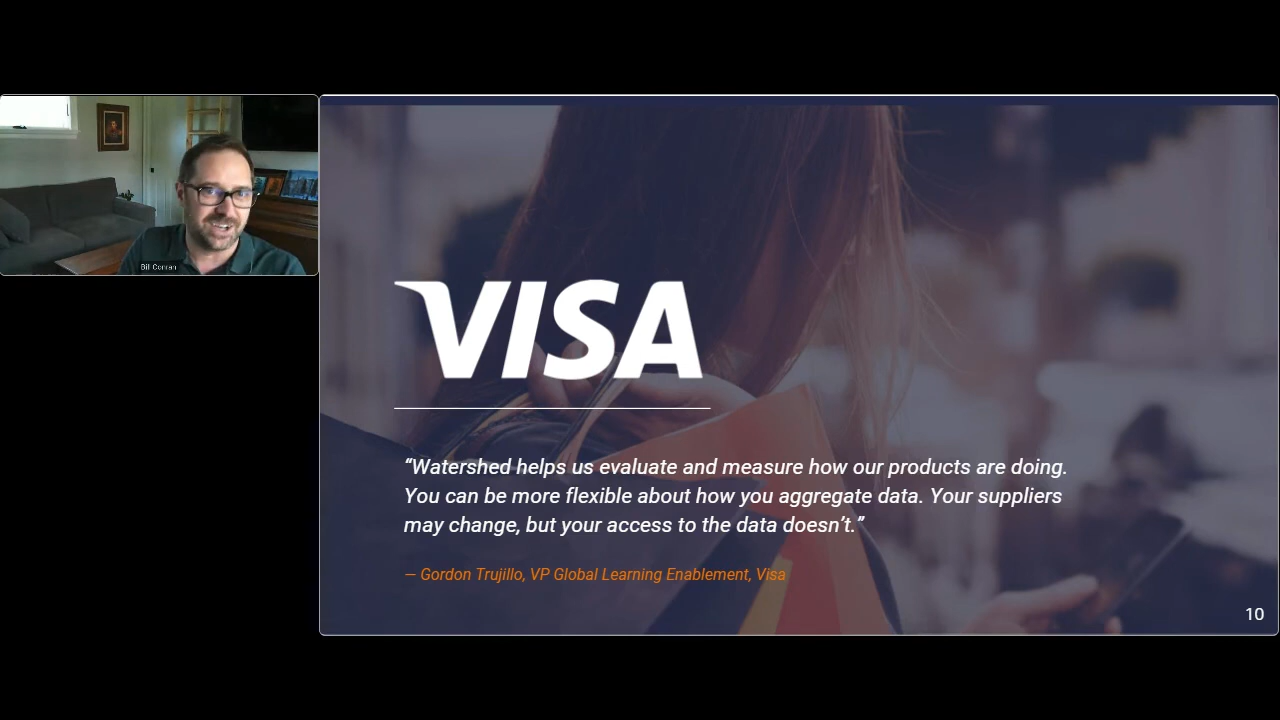 Bill Conran
VISA
“Watershed helps us evaluate and measure how our products are doing.
You can be more flexible about how you aggregate data. Your suppliers
may change, but your access to the data doesn’t.”
— Gordon Trujillo, VP Global Learning Enablement, Visa
10